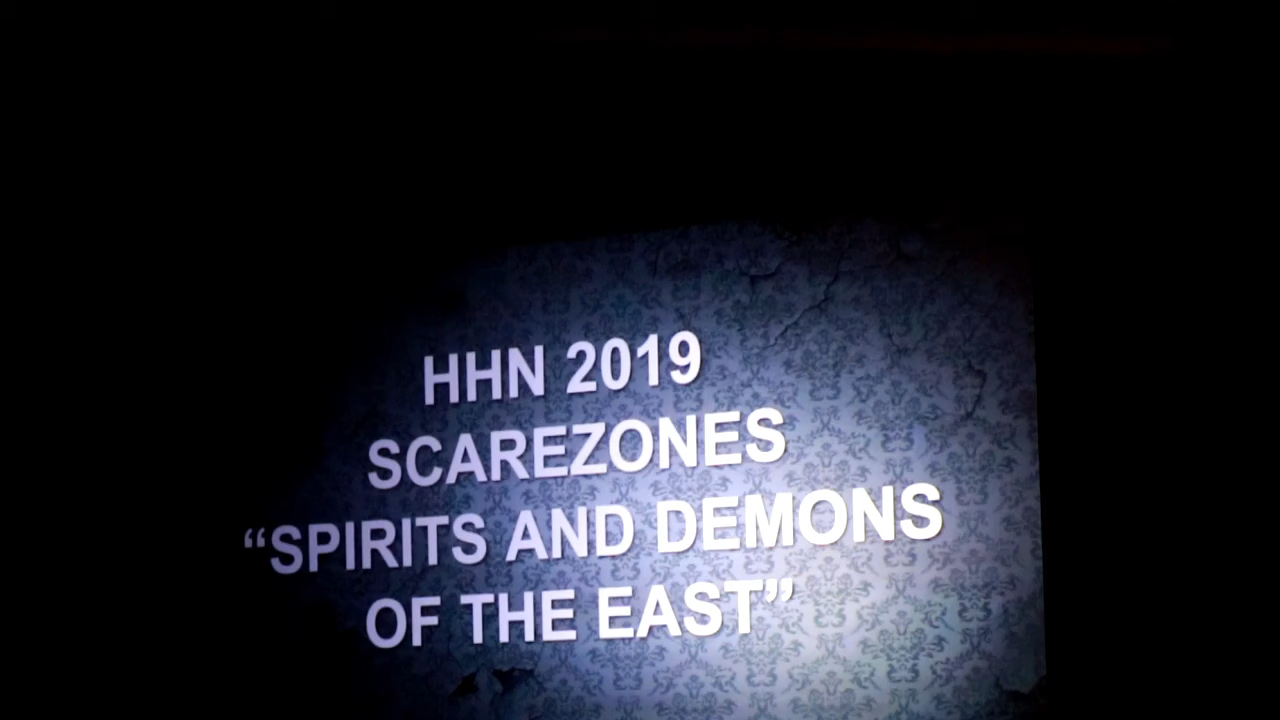 HHN 2019
SCAREZONES
“SPIRITS AND DEMONS
OF THE EAST”